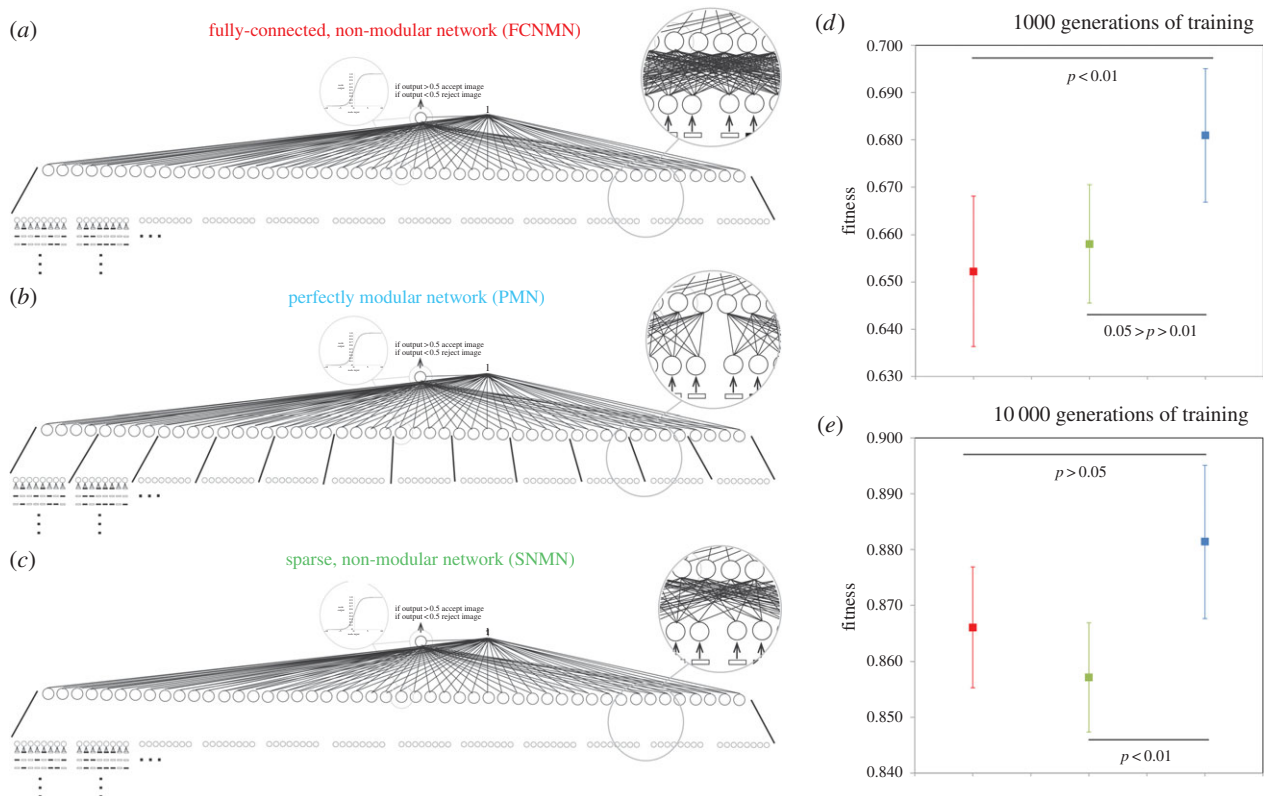 (a)
fully-connected, non-modular network (FCNMN)
if output > 0.5 accept image
if output < 0.5 reject image
1
(b)
perfectly modular network (PMN)
if output > 0.5 accept image
if output < 0.5 reject image
1
(c)
sparse, non-modular network (SNMN)
if output > 0.5 accept image
if output < 0.5 reject image
(d)
1000 generations of training
0.700
0.690
0.680
0.670
0.660
0.650
0.640
0.630
fitness
p < 0.01
0.05 > p > 0.01
(e)
10 000 generations of training
0.900
0.890
0.880
0.870
0.860
0.850
0.840
fitness
p > 0.05
p < 0.01